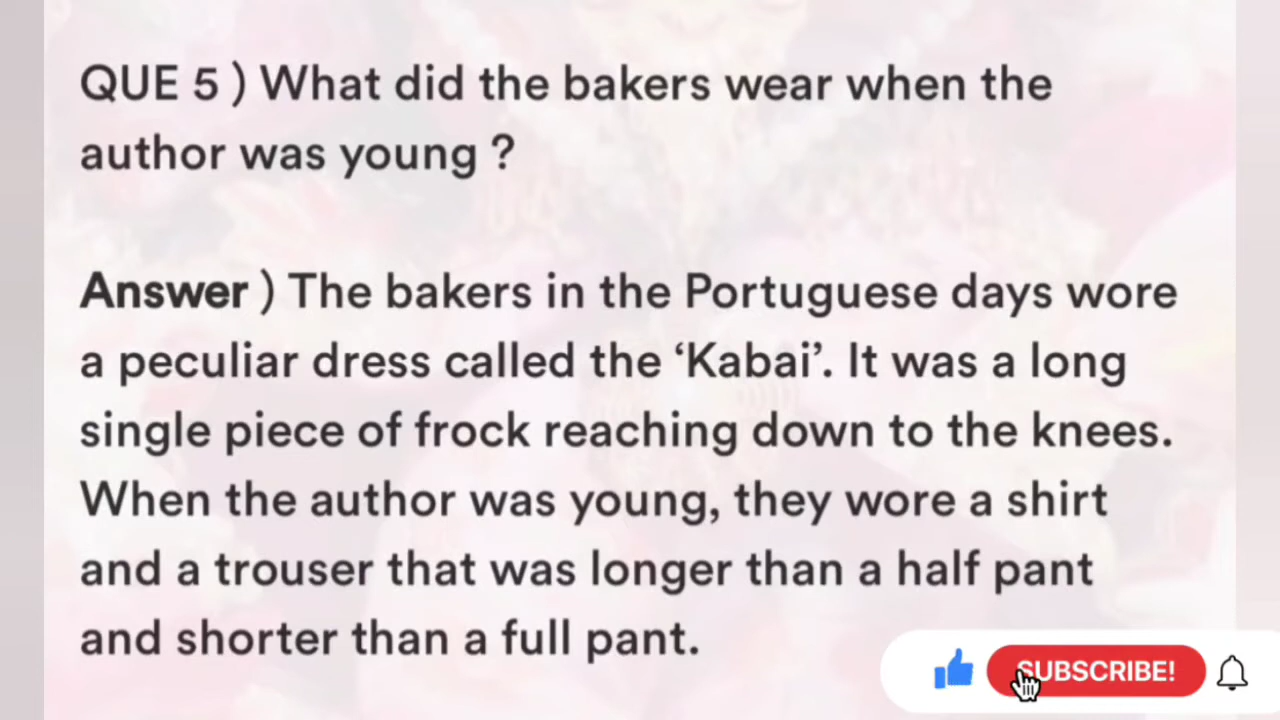 QUE 5 ) What did the bakers wear when the
author was young ?
Answer ) The bakers in the Portuguese days wore
a peculiar dress called the ‘Kabai’. It was a long
single piece of frock reaching down to the knees.
When the author was young, they wore a shirt
and a trouser that was longer than a half pant
and shorter than a full pant.
SUBSCRIBE!